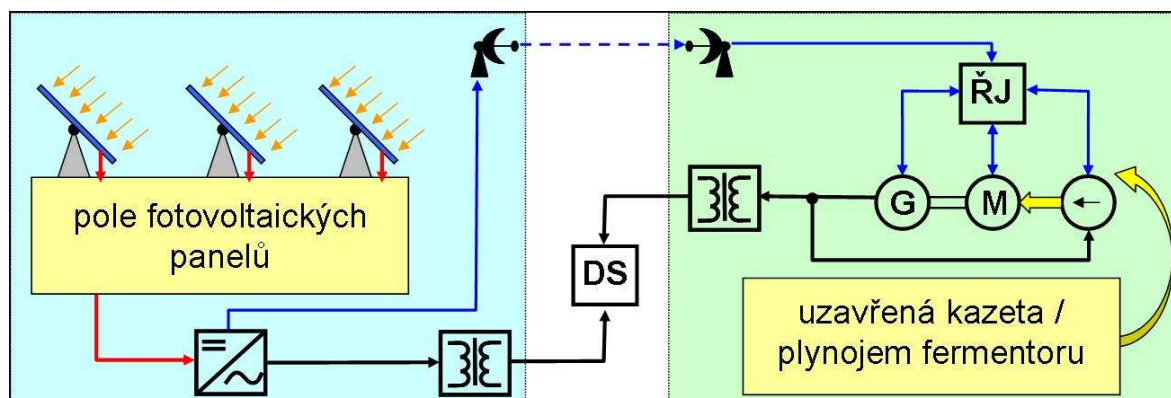 ŘJ
G
M
pole fotovoltaických
panelů
DS
uzavřená kazeta /
plynojem fermentoru